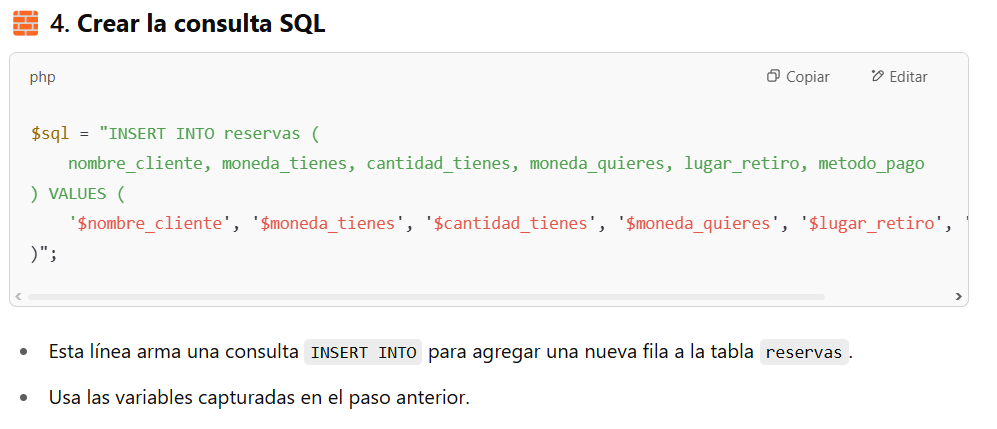 4. Crear la consulta SQL
php
Copiar
Editar
$sql = "INSERT INTO reservas (
nombre_cliente, moneda_tienes, cantidad_tienes, moneda_quieres, lugar_retiro, metodo_pago
) VALUES (
'$nombre_cliente', '$moneda_tienes', '$cantidad_tienes', '$moneda_quieres', '$lugar_retiro', '
)";
Esta línea arma una consulta INSERT INTO para agregar una nueva fila a la tabla reservas.
Usa las variables capturadas en el paso anterior.